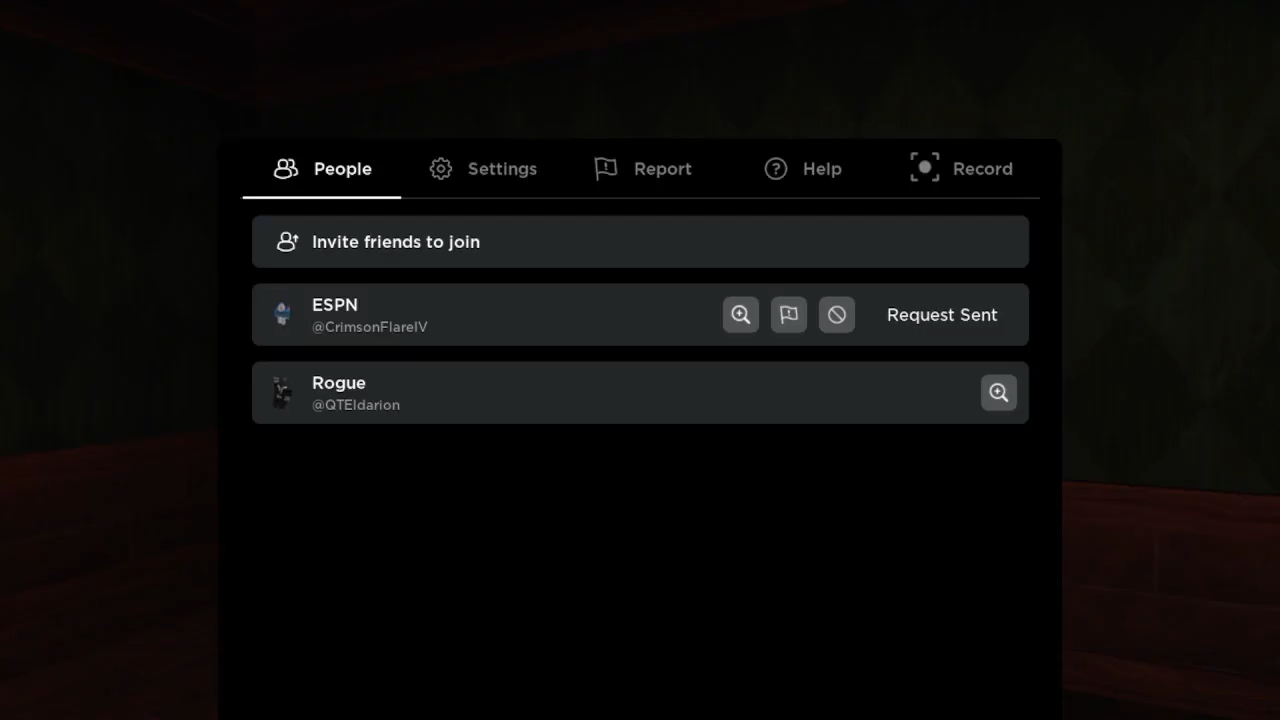 People Settings Report Help Record
Invite friends to join
ESPN
@CrimsonFlareIV
Request Sent
Rogue
@QTEldarion